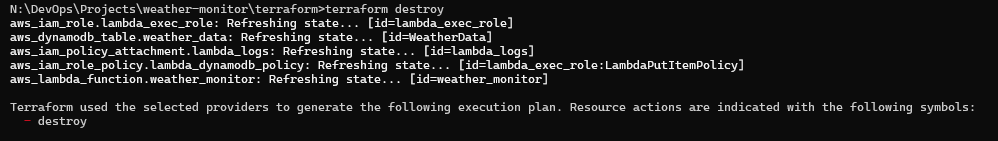 N:\DevOps\Projects\weather-monitor\terraform>terraform destroy
aws_iam_role.lambda_exec_role: Refreshing state... [id=lambda_exec_role]
aws_dynamodb_table.weather_data: Refreshing state... [id=WeatherData]
aws_iam_policy_attachment.lambda_logs: Refreshing state... [id=lambda_logs]
aws_iam_role_policy.lambda_dynamodb_policy: Refreshing state... [id=lambda_exec_role:LambdaPutItemPolicy]
aws_lambda_function.weather_monitor: Refreshing state... [id=weather_monitor]
Terraform used the selected providers to generate the following execution plan. Resource actions are indicated with the following symbols:
- destroy